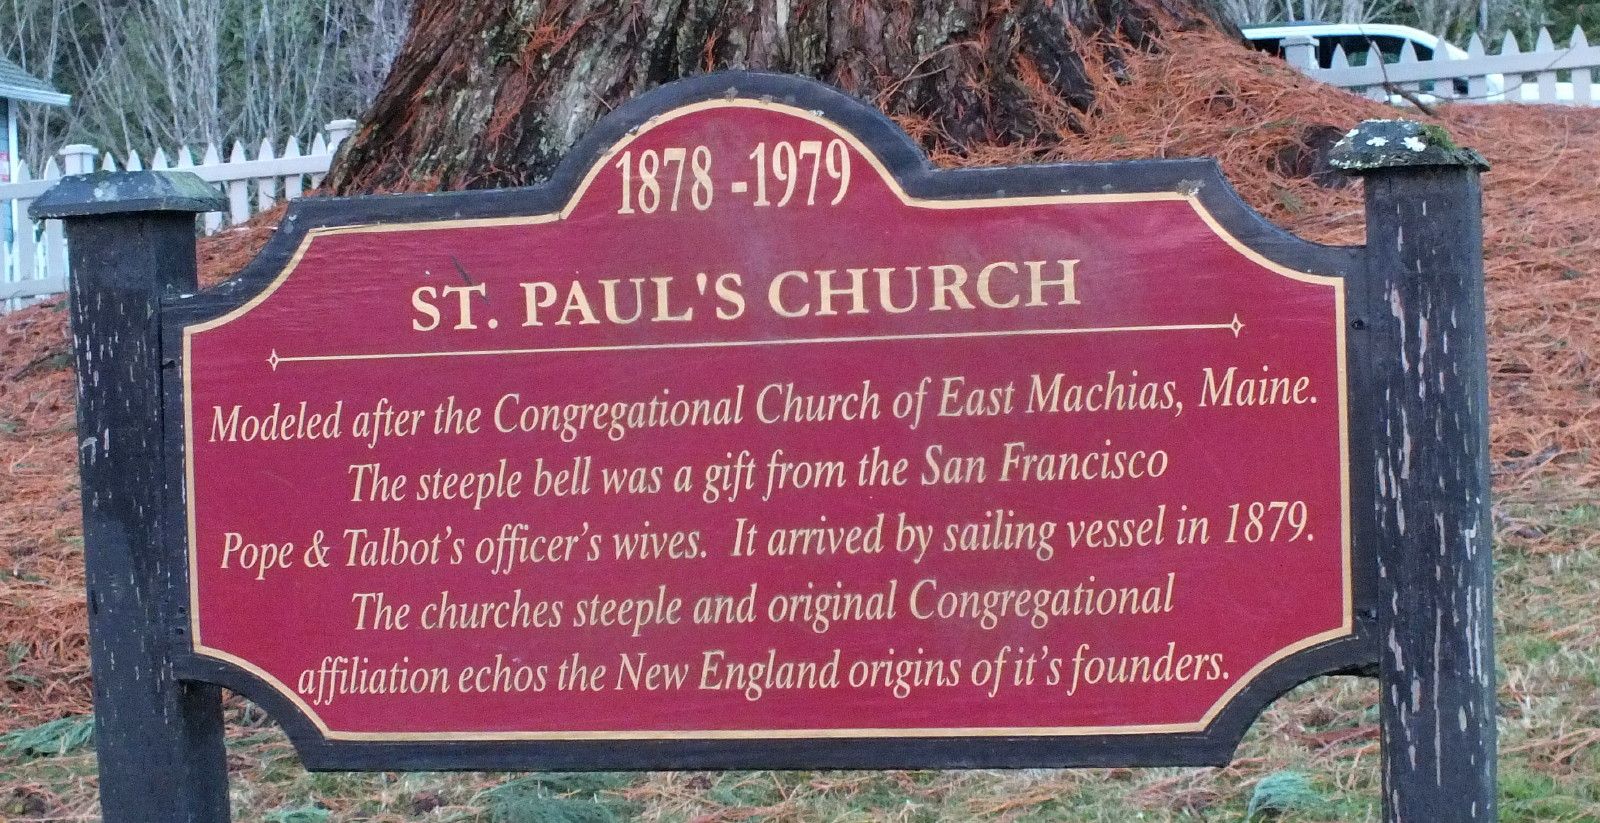 1878 -1979
ST. PAUL'S CHURCH
Modeled after the Congregational Church of East Machias, Maine.
The steeple bell was a gift from the San Francisco
Pope & Talbot’s officer’s wives. It arrived by sailing vessel in 1879.
The churches steeple and original Congregational
affiliation echos the New England origins of it’s founders.